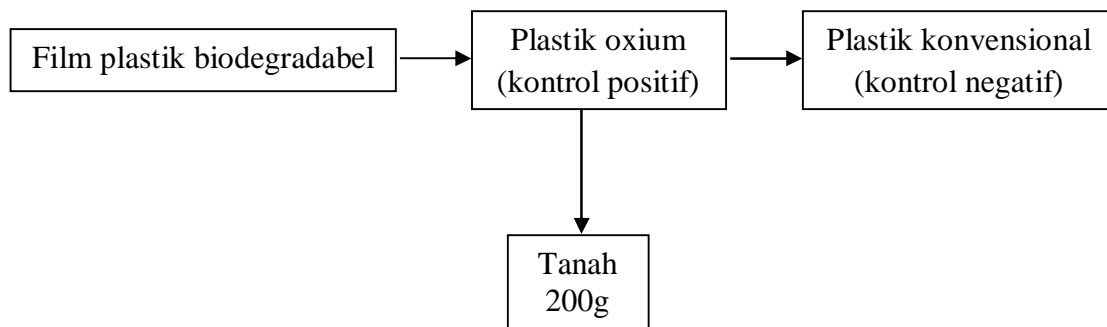 Film plastik biodegradabel
Plastik oxium
(kontrol positif)
Plastik konvensional
(kontrol negatif)
Tanah
200g